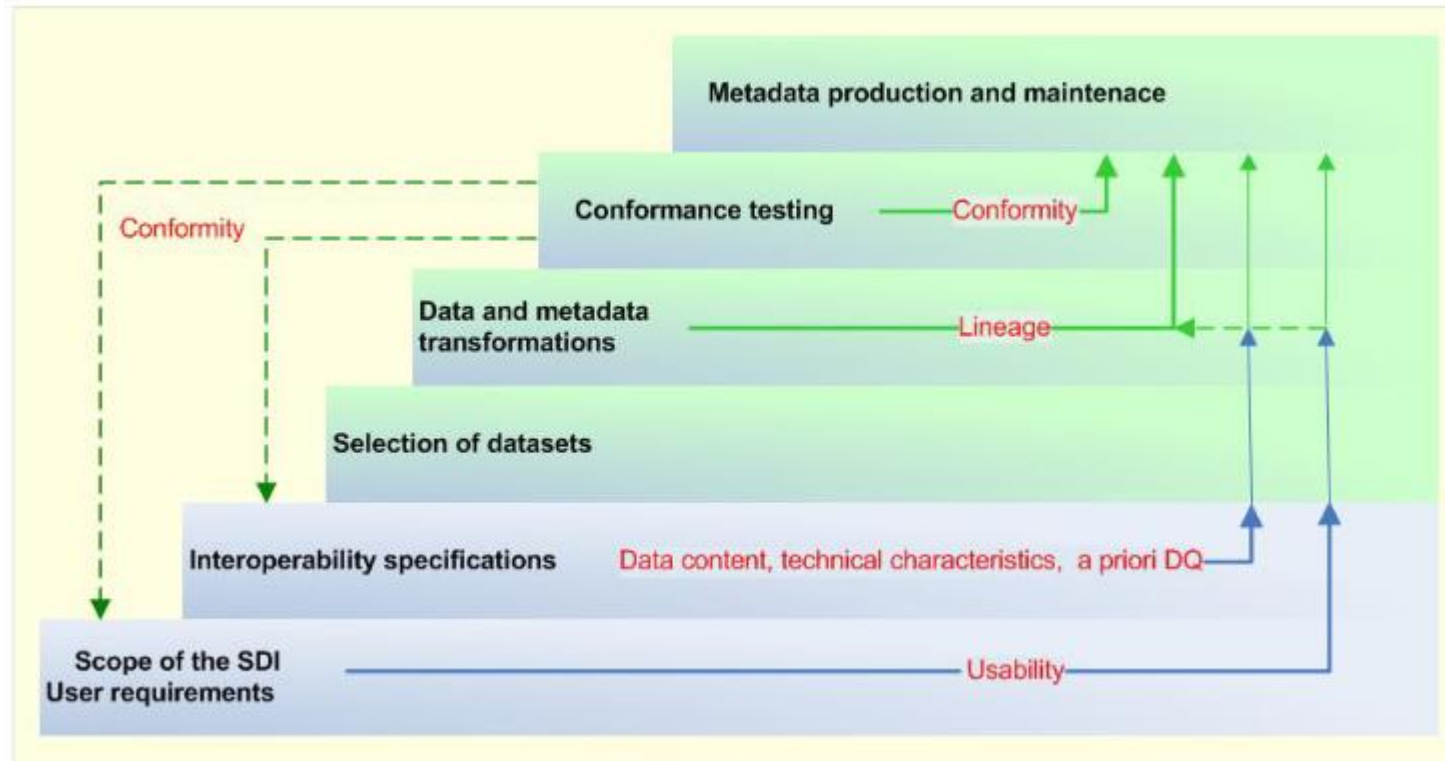 Metadata production and maintenace
Conformance testing
Conformity
Conformity
Data and metadata
transformations
Lineage
Selection of datasets
Interoperability specifications
Data content, technical characteristics, a priori DQ
Scope of the SDI
User requirements
Usability